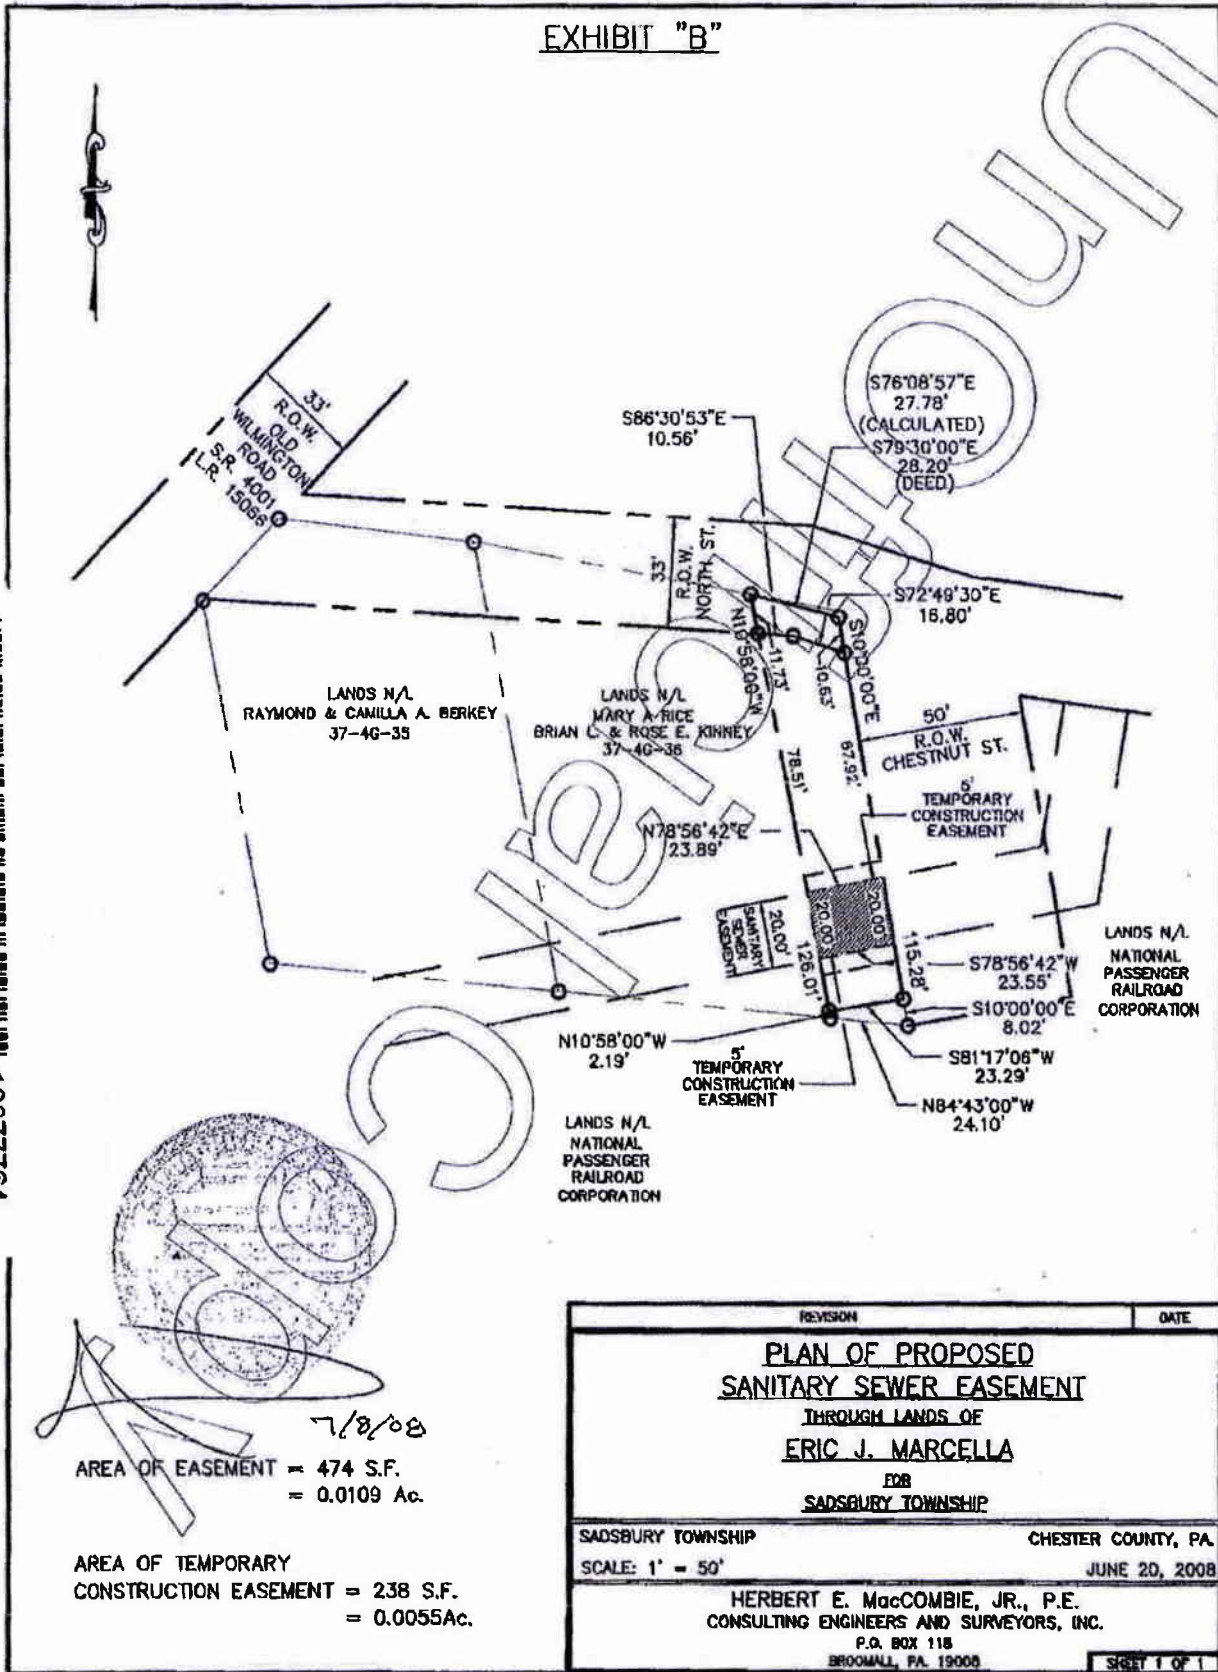 EXHIBIT "B"
33'
R.O.W.
OLD
WILMINGTON
ROAD
S.R. 4001
L.R. 15066
S86°30'53"E
10.56'
S76°08'57"E
27.78'
(CALCULATED)
S79°30'00"E
28.20'
(DEED)
33'
R.O.W.
NORTH ST.
S72°49'30"E
16.80'
N10°58'00"W
11.73'
10.63'
S10°00'00"E
LANDS N/L
RAYMOND & CAMILLA A. BERKEY
37-4G-35
LANDS N/L
MARY A RICE
BRIAN L. & ROSE E. KINNEY
37-4G-36
50'
R.O.W.
CHESTNUT ST.
78.51'
67.92'
5'
TEMPORARY
CONSTRUCTION
EASEMENT
N78°56'42"E
23.89'
20.00'
SANITARY
SEWER
EASEMENT
20.00
20.00'
126.01'
115.28'
S78°56'42"W
23.55'
LANDS N/L
NATIONAL
PASSENGER
RAILROAD
CORPORATION
S10°00'00"E
8.02'
N10°58'00"W
2.19'
5'
TEMPORARY
CONSTRUCTION
EASEMENT
S81°17'06"W
23.29'
N84°43'00"W
24.10'
LANDS N/L
NATIONAL
PASSENGER
RAILROAD
CORPORATION
7/8/08
AREA OF EASEMENT = 474 S.F.
= 0.0109 Ac.
AREA OF TEMPORARY
CONSTRUCTION EASEMENT = 238 S.F.
= 0.0055Ac.
REVISION DATE
PLAN OF PROPOSED
SANITARY SEWER EASEMENT
THROUGH LANDS OF
ERIC J. MARCELLA
FOR
SADSBURY TOWNSHIP
SADSBURY TOWNSHIP CHESTER COUNTY, PA.
SCALE: 1' = 50' JUNE 20, 2008
HERBERT E. MacCOMBIE, JR., P.E.
CONSULTING ENGINEERS AND SURVEYORS, INC.
P.O. BOX 118
BROOMALL, PA. 19008
SHEET 1 OF 1